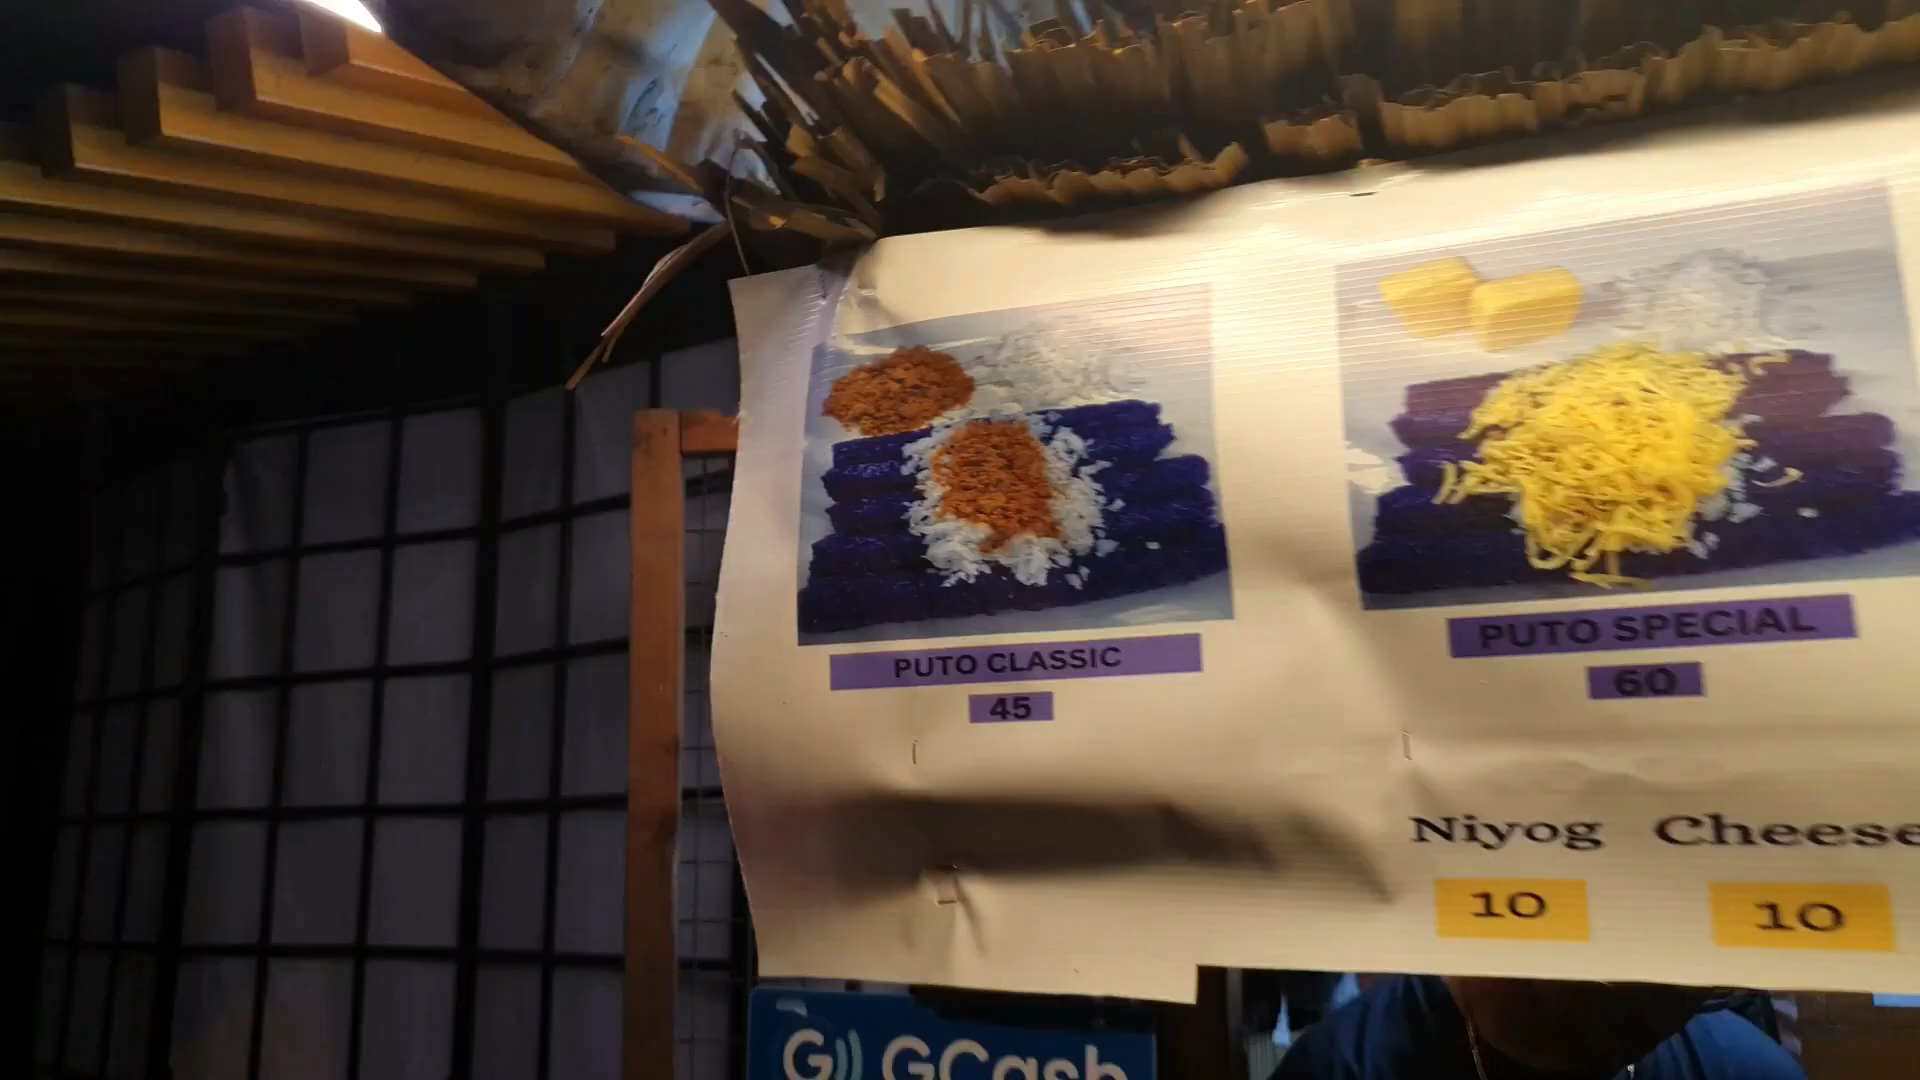 PUTO CLASSIC
45
PUTO SPECIAL
60
Niyog Cheese
10 10
G)) GCash